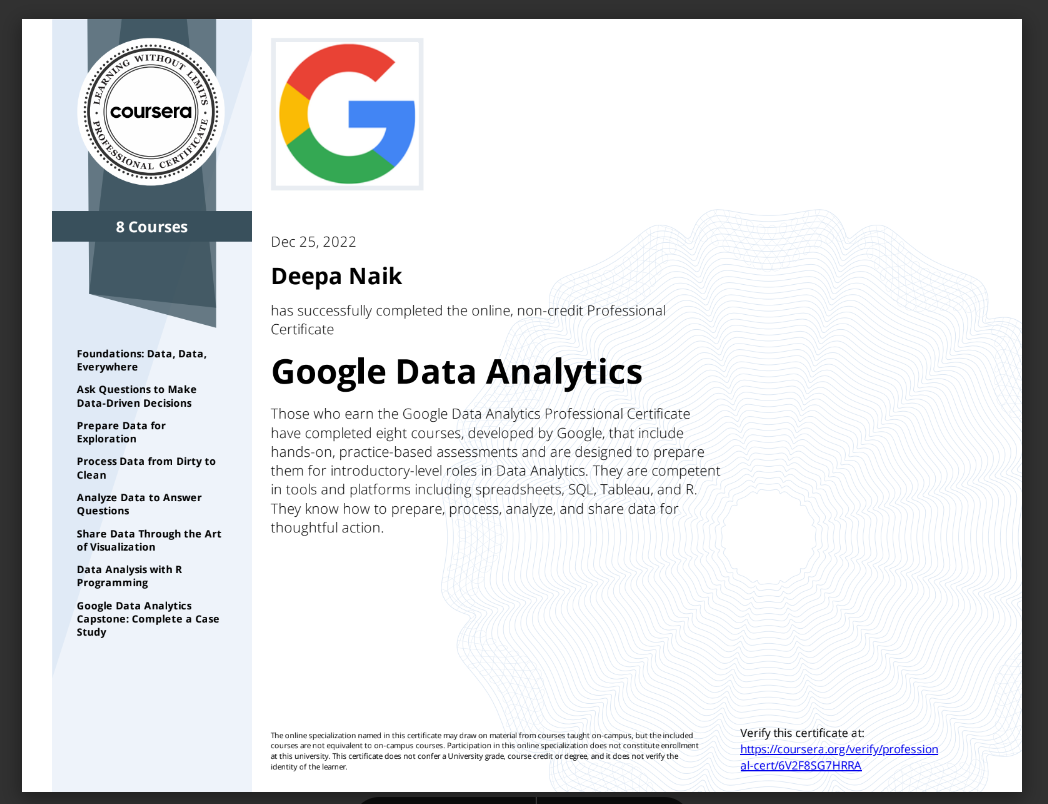 LEARNING WITHOUT LIMITS
coursera
PROFESSIONAL CERTIFICATE
8 Courses
Foundations: Data, Data,
Everywhere
Ask Questions to Make
Data-Driven Decisions
Prepare Data for
Exploration
Process Data from Dirty to
Clean
Analyze Data to Answer
Questions
Share Data Through the Art
of Visualization
Data Analysis with R
Programming
Google Data Analytics
Capstone: Complete a Case
Study
G
Dec 25, 2022
Deepa Naik
has successfully completed the online, non-credit Professional
Certificate
Google Data Analytics
Those who earn the Google Data Analytics Professional Certificate
have completed eight courses, developed by Google, that include
hands-on, practice-based assessments and are designed to prepare
them for introductory-level roles in Data Analytics. They are competent
in tools and platforms including spreadsheets, SQL, Tableau, and R.
They know how to prepare, process, analyze, and share data for
thoughtful action.
The online specialization named in this certificate may draw on material from courses taught on-campus, but the included
courses are not equivalent to on-campus courses. Participation in this online specialization does not constitute enrollment
at this university. This certificate does not confer a University grade, course credit or degree, and it does not verify the
identity of the learner.
Verify this certificate at:
https://coursera.org/verify/profession
al-cert/6V2F8SG7HRRA